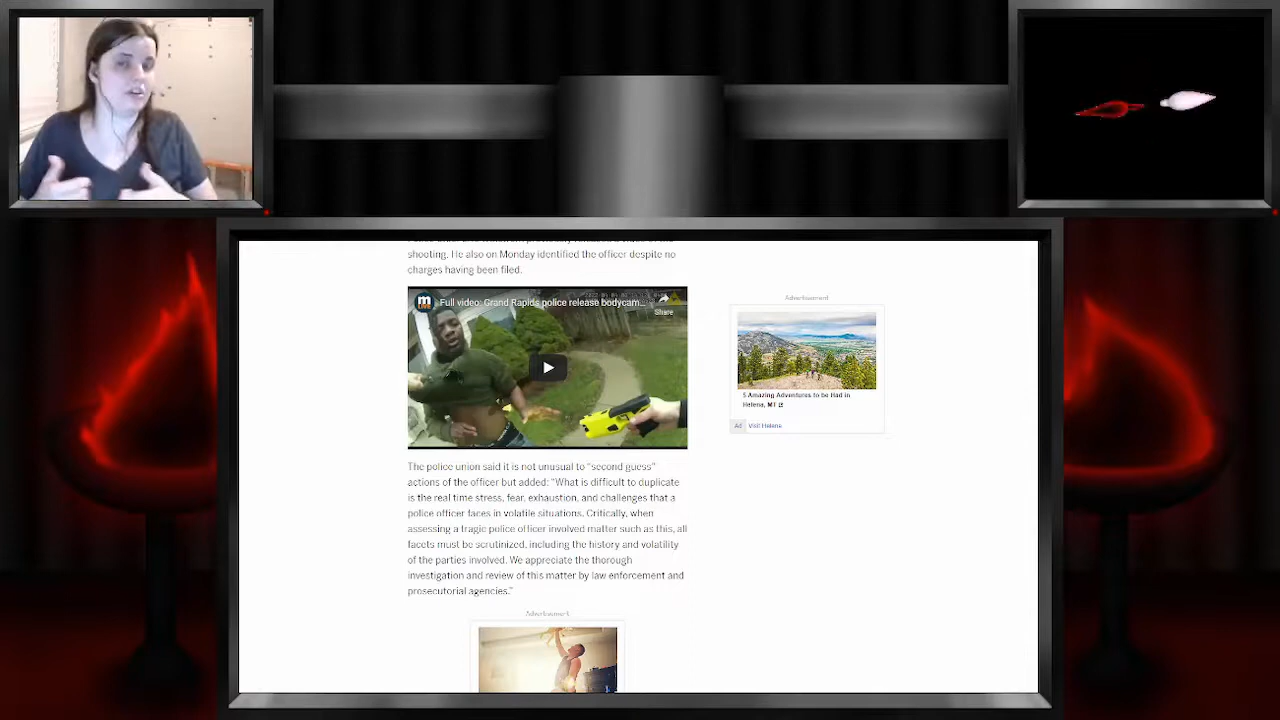 shooting. He also on Monday identified the officer despite no
charges having been filed.
m
LIVE
Full video: Grand Rapids police release bodycam...
Share
The police union said it is not unusual to “second guess”
actions of the officer but added: “What is difficult to duplicate
is the real time stress, fear, exhaustion, and challenges that a
police officer faces in volatile situations. Critically, when
assessing a tragic police officer involved matter such as this, all
facets must be scrutinized, including the history and volatility
of the parties involved. We appreciate the thorough
investigation and review of this matter by law enforcement and
prosecutorial agencies.”
Advertisement
Advertisement
5 Amazing Adventures to be Had in
Helena, MT
Ad
Visit Helena